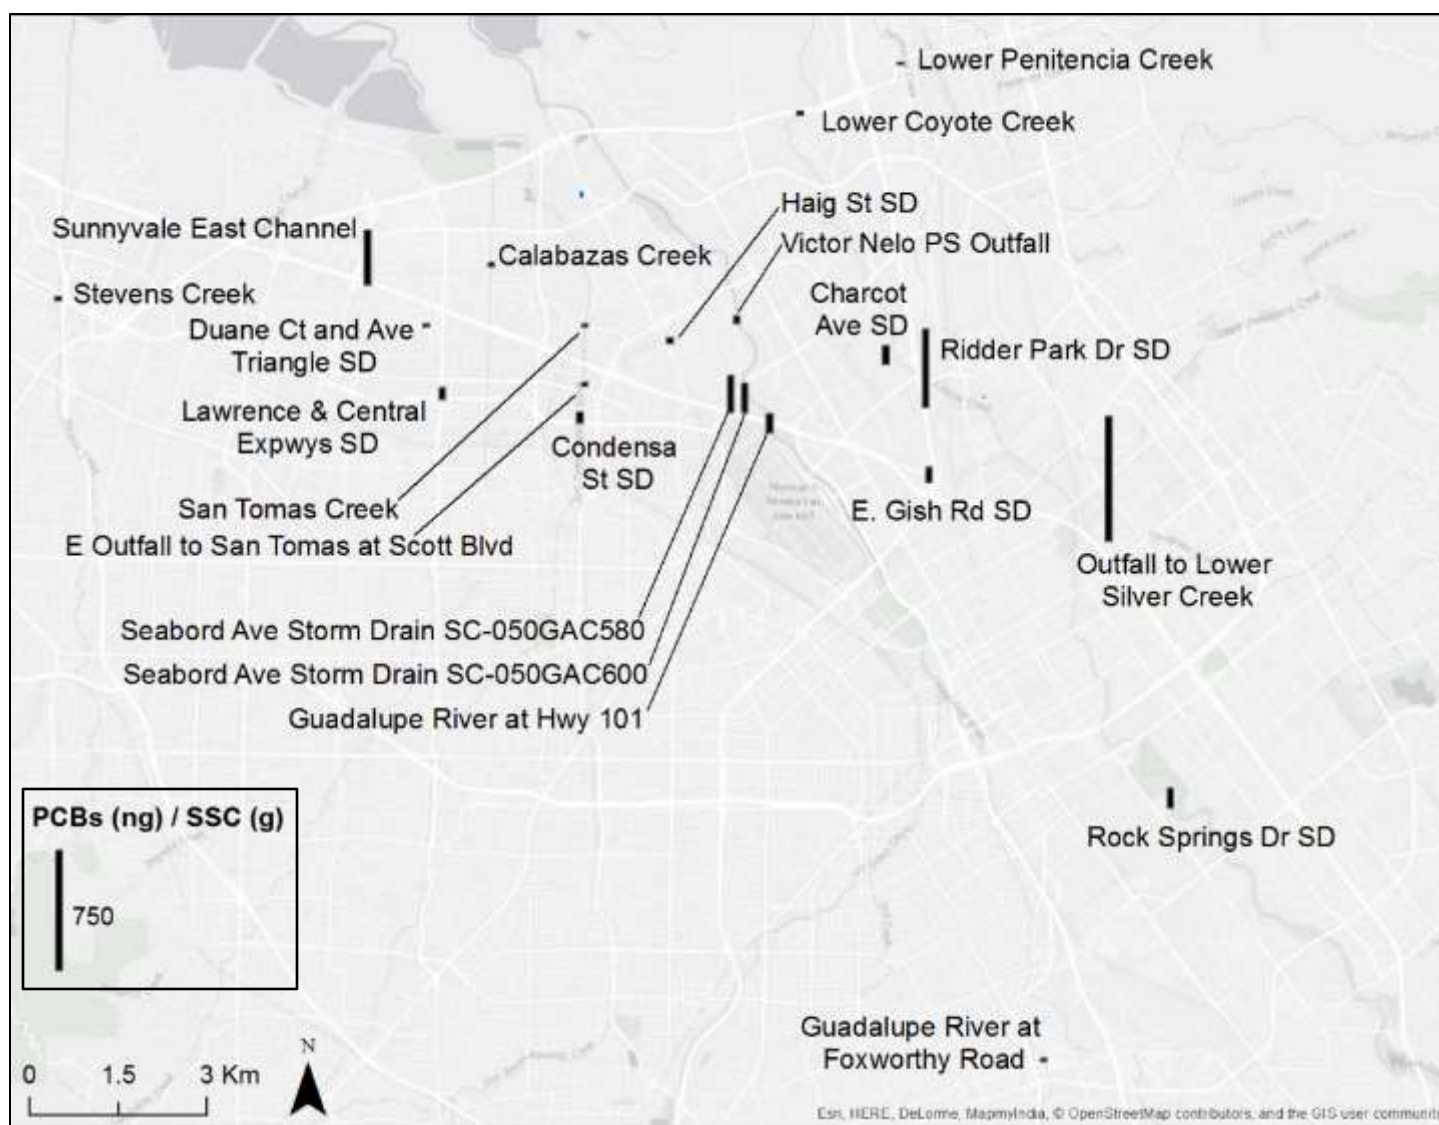 Lower Penitencia Creek
Lower Coyote Creek
Haig St SD
Sunnyvale East Channel
Victor Nelo PS Outfall
Calabazas Creek
Stevens Creek
Charcot
Ave SD
Duane Ct and Ave
Triangle SD
Ridder Park Dr SD
Lawrence & Central
Expwys SD
Condensa
St SD
San Tomas Creek
E. Gish Rd SD
E Outfall to San Tomas at Scott Blvd
Outfall to Lower
Silver Creek
Seabord Ave Storm Drain SC-050GAC580
Seabord Ave Storm Drain SC-050GAC600
Guadalupe River at Hwy 101
PCBs (ng) / SSC (g)
750
Rock Springs Dr SD
Guadalupe River at
Foxworthy Road
N
0 1.5 3 Km
Esri, HERE, DeLorme, MapmyIndia, © OpenStreetMap contributors, and the GIS user community